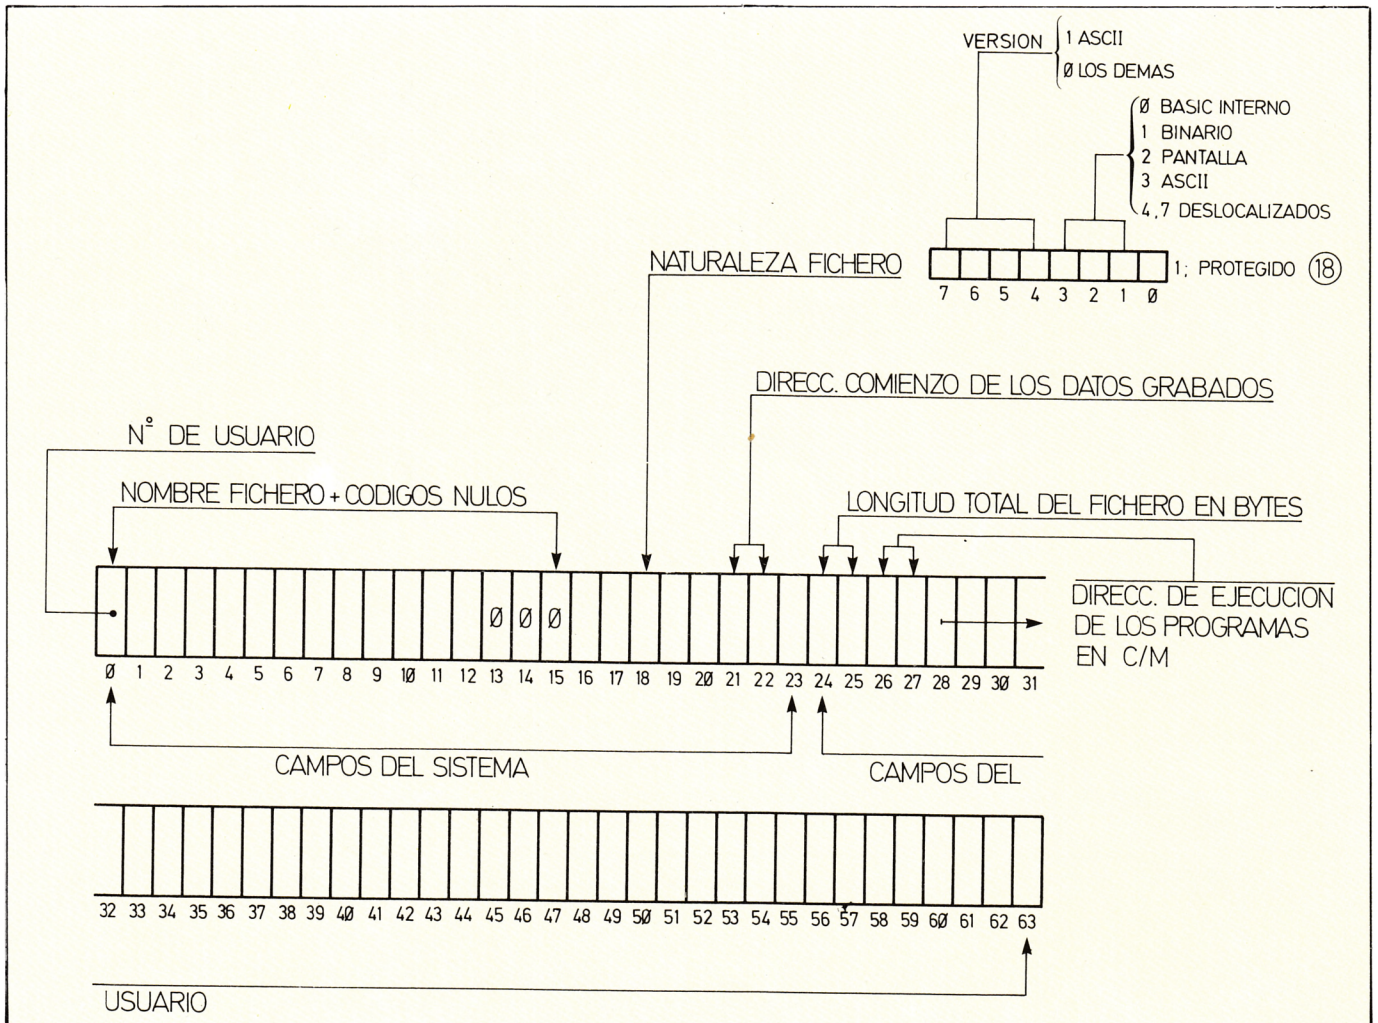 VERSION
1 ASCII
Ø LOS DEMAS
Ø BASIC INTERNO
1 BINARIO
2 PANTALLA
3 ASCII
4,7 DESLOCALIZADOS
NATURALEZA FICHERO
1; PROTEGIDO 18
7 6 5 4 3 2 1 Ø
DIRECC. COMIENZO DE LOS DATOS GRABADOS
Nº DE USUARIO
NOMBRE FICHERO + CODIGOS NULOS
LONGITUD TOTAL DEL FICHERO EN BYTES
DIRECC. DE EJECUCION
DE LOS PROGRAMAS
EN C/M
Ø Ø Ø
Ø 1 2 3 4 5 6 7 8 9 1Ø 11 12 13 14 15 16 17 18 19 2Ø 21 22 23 24 25 26 27 28 29 3Ø 31
CAMPOS DEL SISTEMA
CAMPOS DEL
32 33 34 35 36 37 38 39 4Ø 41 42 43 44 45 46 47 48 49 5Ø 51 52 53 54 55 56 57 58 59 6Ø 61 62 63
USUARIO